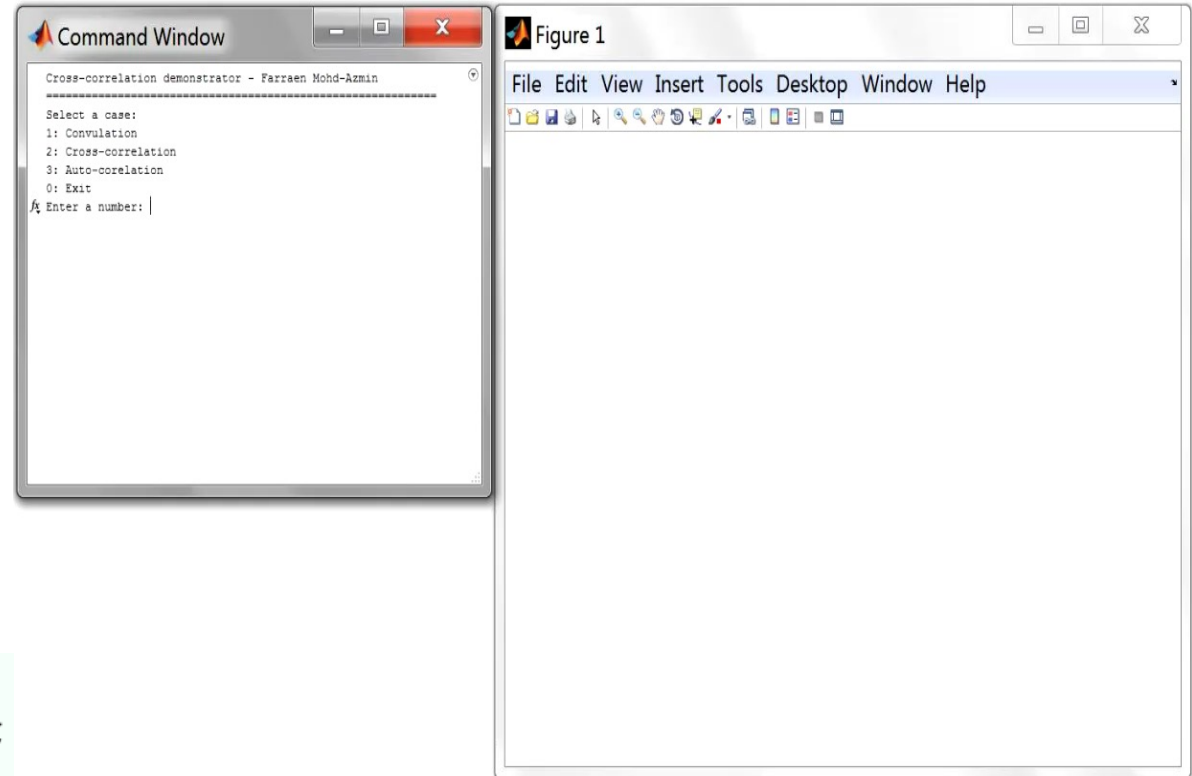 Command Window
Cross-correlation demonstrator - Farraen Mohd-Azmin
============================================================
Select a case:
1: Convulation
2: Cross-correlation
3: Auto-corelation
0: Exit
fx Enter a number:
Figure 1
File Edit View Insert Tools Desktop Window Help